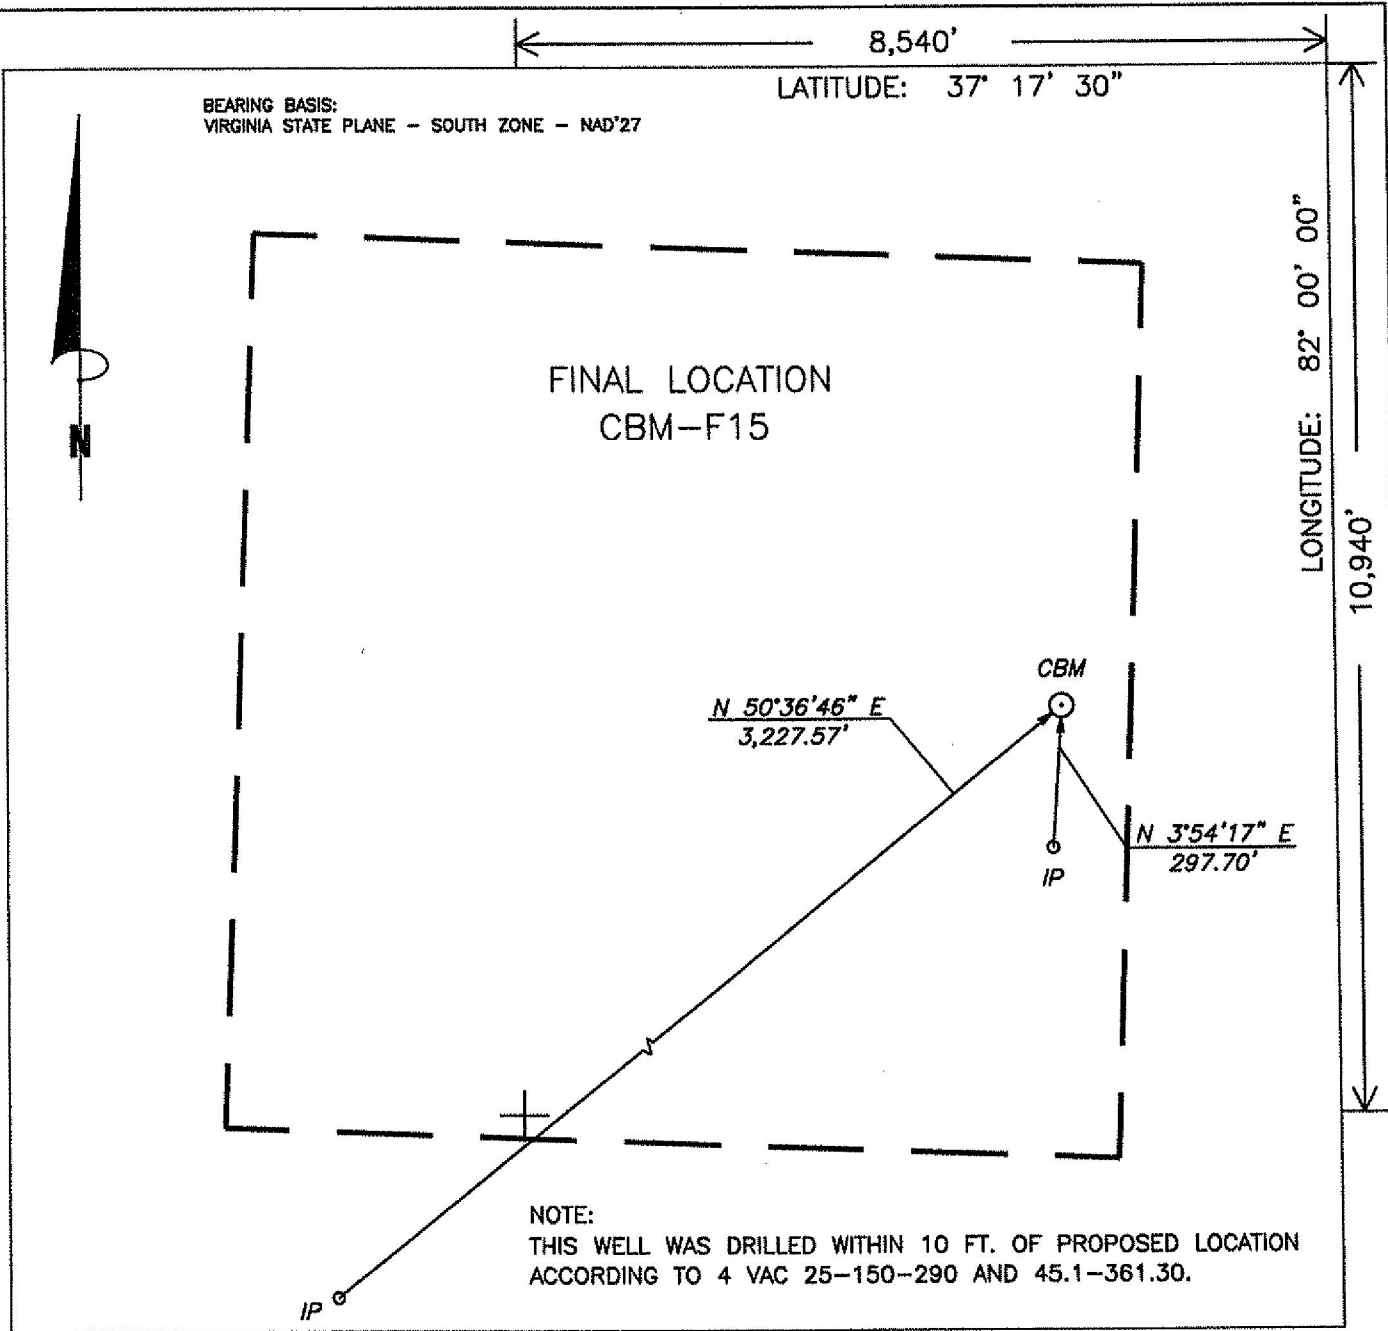 8,540'
LATITUDE: 37° 17' 30"
BEARING BASIS:
VIRGINIA STATE PLANE - SOUTH ZONE - NAD'27
LONGITUDE: 82° 00' 00"
10,940'
N
FINAL LOCATION
CBM-F15
CBM
N 50°36'46" E
3,227.57'
N 3°54'17" E
297.70'
IP
NOTE:
THIS WELL WAS DRILLED WITHIN 10 FT. OF PROPOSED LOCATION
ACCORDING TO 4 VAC 25-150-290 AND 45.1-361.30.
IP